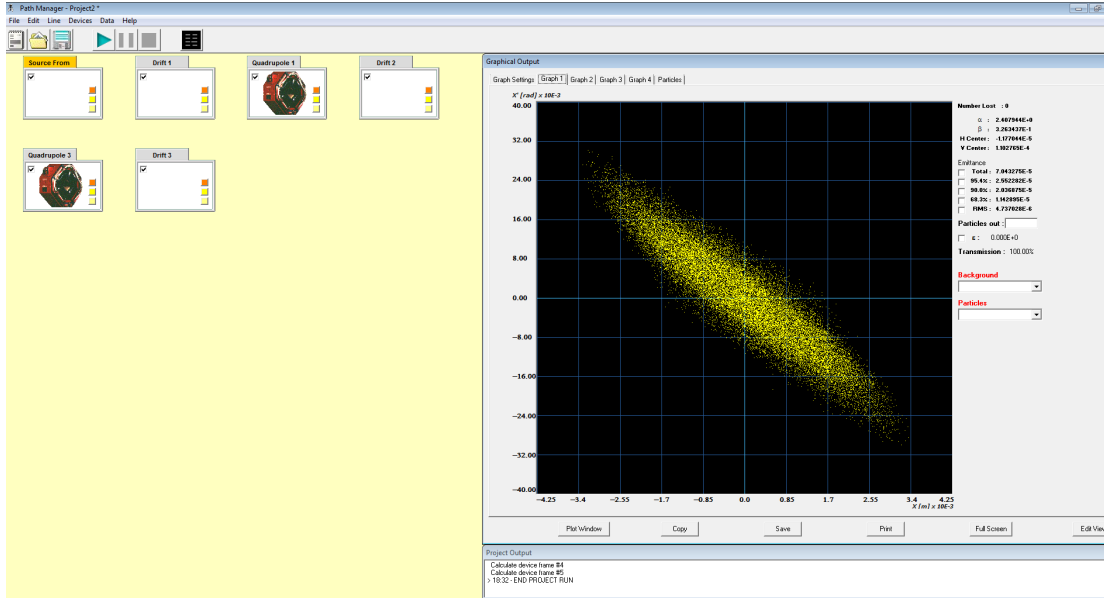 Path Manager - Project2 *
File Edit Line Devices Data Help
Source From
Drift 1
Quadrupole 1
Drift 2
Quadrupole 3
Drift 3
Graphical Output
Graph Settings Graph 1 Graph 2 Graph 3 Graph 4 Particles
X' [rad] x 10E-3
40.00
32.00
24.00
16.00
8.00
0.00
-8.00
-16.00
-24.00
-32.00
-40.00
-4.25 -3.4 -2.55 -1.7 -0.85 0.0 0.85 1.7 2.55 3.4 4.25
X [m] x 10E-3
Number Lost : 0
α : 2.407944E+0
β : 3.263437E-1
H Center: -1.177044E-5
V Center: 1.102765E-4
Emittance
Total: 7.043275E-5
95.4%: 2.552282E-5
90.0%: 2.036875E-5
68.3%: 1.142895E-5
RMS: 4.737028E-6
Particles out :
ε: 0.000E+0
Transmission : 100.00%
Background
Particles
Plot Window Copy Save Print Full Screen Edit View
Project Output
Calculate device frame #4
Calculate device frame #5
> 18:32 - END PROJECT RUN